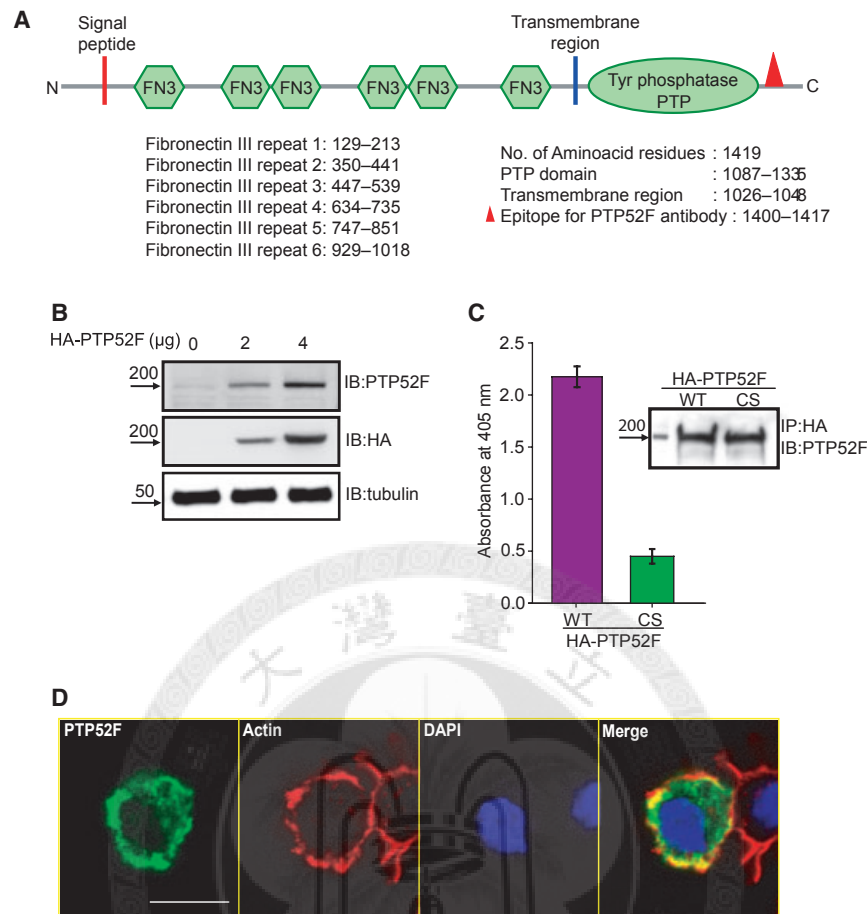 A
Signal
peptide
Transmembrane
region
N
FN3
FN3
FN3
FN3
FN3
FN3
Tyr phosphatase
PTP
C
Fibronectin III repeat 1: 129–213
Fibronectin III repeat 2: 350–441
Fibronectin III repeat 3: 447–539
Fibronectin III repeat 4: 634–735
Fibronectin III repeat 5: 747–851
Fibronectin III repeat 6: 929–1018
No. of Aminoacid residues : 1419
PTP domain : 1087–1335
Transmembrane region : 1026–1048
Epitope for PTP52F antibody : 1400–1417
B
HA-PTP52F (µg) 0 2 4
200 IB:PTP52F
200 IB:HA
50 IB:tubulin
C
Absorbance at 405 nm
2.5
2.0
1.5
1.0
0.5
0.0
WT CS
HA-PTP52F
HA-PTP52F
WT CS
200
IP:HA
IB:PTP52F
大 灣 臺 立
D
PTP52F Actin DAPI Merge